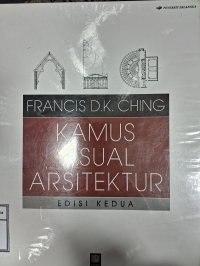 FRANCIS D.K. CHING
KAMUS
VISUAL
ARSITEKTUR
EDISI KEDUA